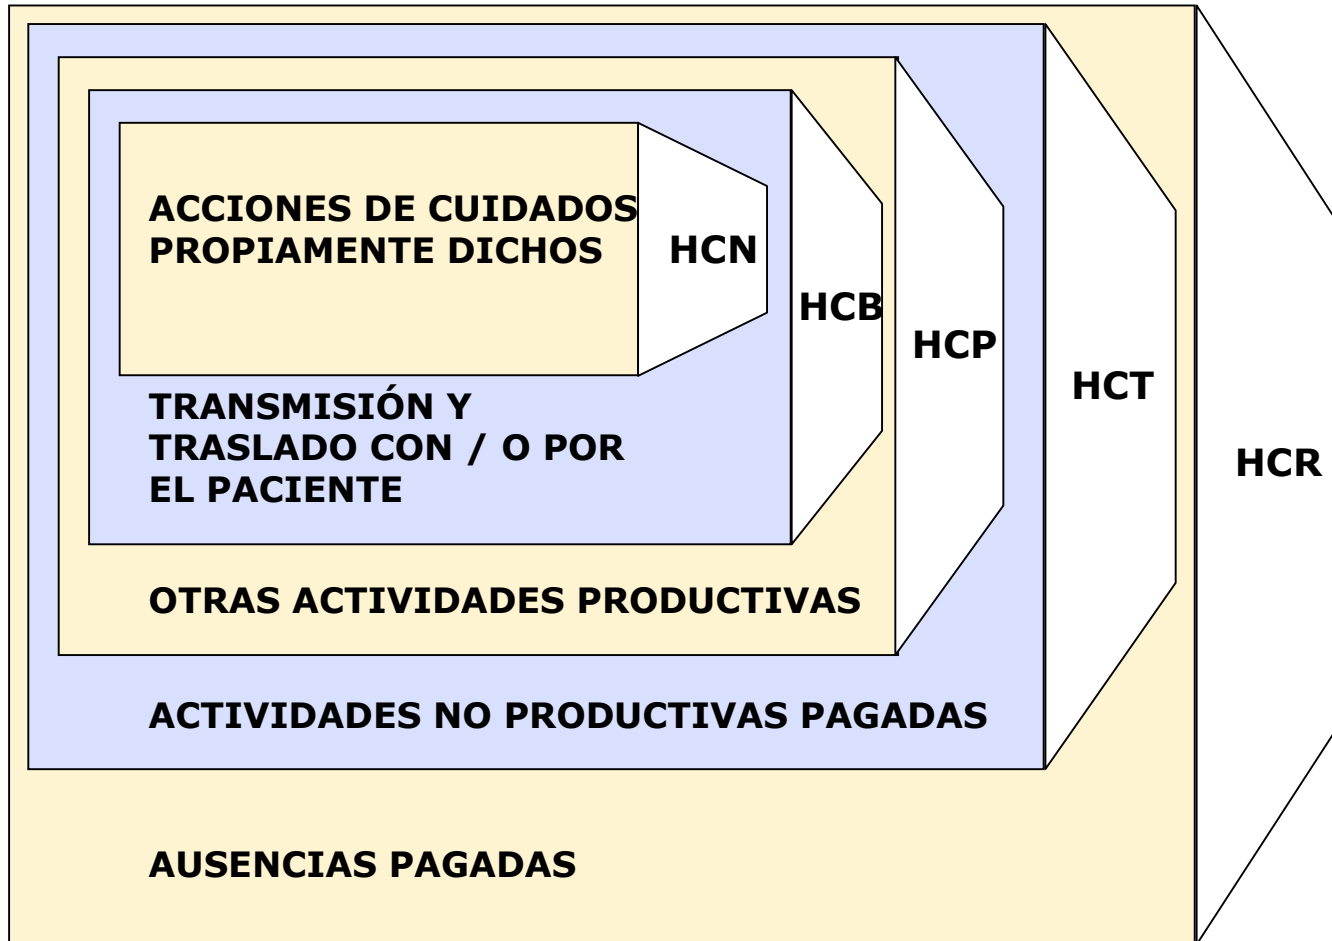 ACCIONES DE CUIDADOS
PROPIAMENTE DICHOS
HCN
HCB
HCP
HCT
HCR
TRANSMISIÓN Y
TRASLADO CON / O POR
EL PACIENTE
OTRAS ACTIVIDADES PRODUCTIVAS
ACTIVIDADES NO PRODUCTIVAS PAGADAS
AUSENCIAS PAGADAS